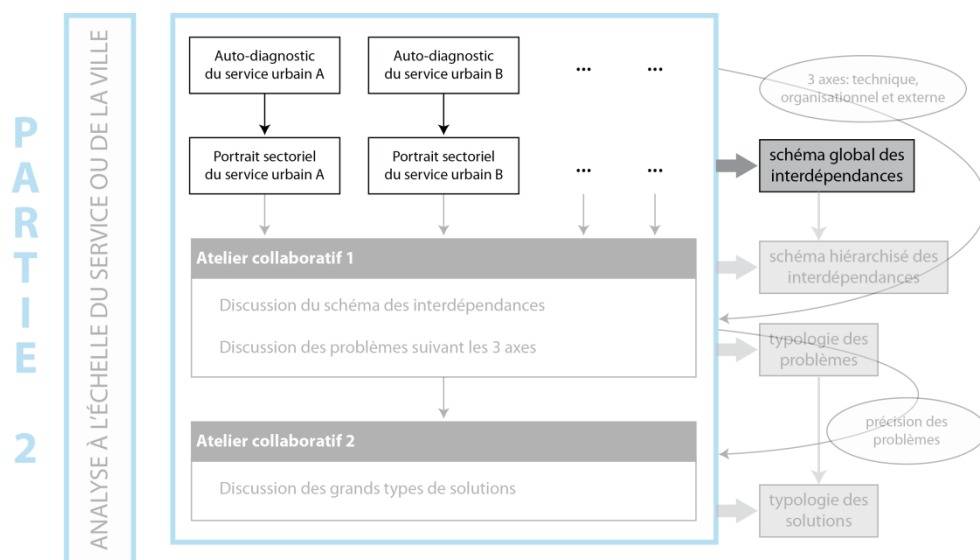 PARTIE 2
ANALYSE À L'ÉCHELLE DU SERVICE OU DE LA VILLE
Auto-diagnostic
du service urbain A
Auto-diagnostic
du service urbain B
... ...
3 axes: technique,
organisationnel et externe
Portrait sectoriel
du service urbain A
Portrait sectoriel
du service urbain B
... ...
schéma global des
interdépendances
Atelier collaboratif 1
Discussion du schéma des interdépendances
Discussion des problèmes suivant les 3 axes
schéma hiérarchisé des
interdépendances
typologie des
problèmes
précision des
problèmes
Atelier collaboratif 2
Discussion des grands types de solutions
typologie des
solutions